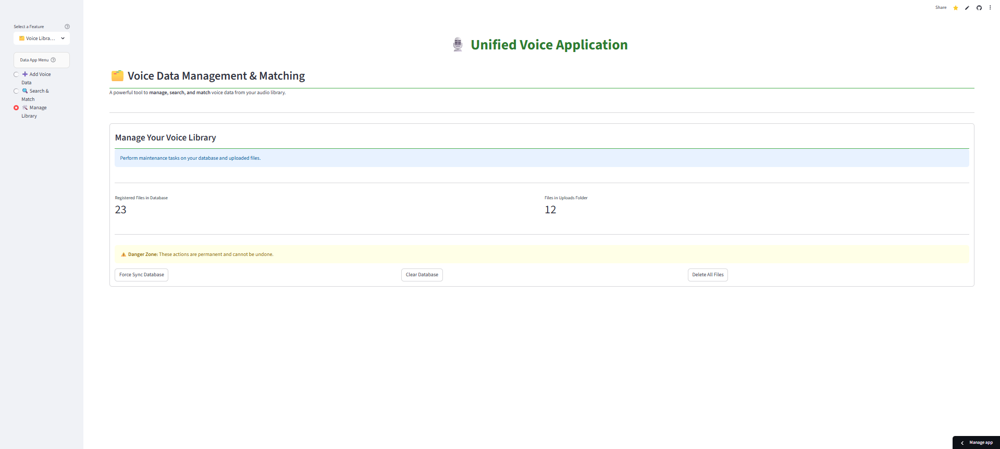 Share
Select a Feature
Voice Libra...
Data App Menu
Add Voice
Data
Search &
Match
Manage
Library
Unified Voice Application
Voice Data Management & Matching
A powerful tool to manage, search, and match voice data from your audio library.
Manage Your Voice Library
Perform maintenance tasks on your database and uploaded files.
Registered Files in Database
23
Files in Uploads Folder
12
Danger Zone: These actions are permanent and cannot be undone.
Force Sync Database
Clear Database
Delete All Files
Manage app